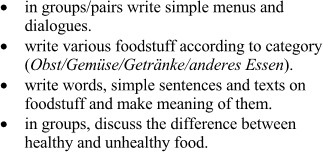 • in groups/pairs write simple menus and
dialogues.
• write various foodstuff according to category
(Obst/Gemüse/Getränke/anderes Essen).
• write words, simple sentences and texts on
foodstuff and make meaning of them.
• in groups, discuss the difference between
healthy and unhealthy food.